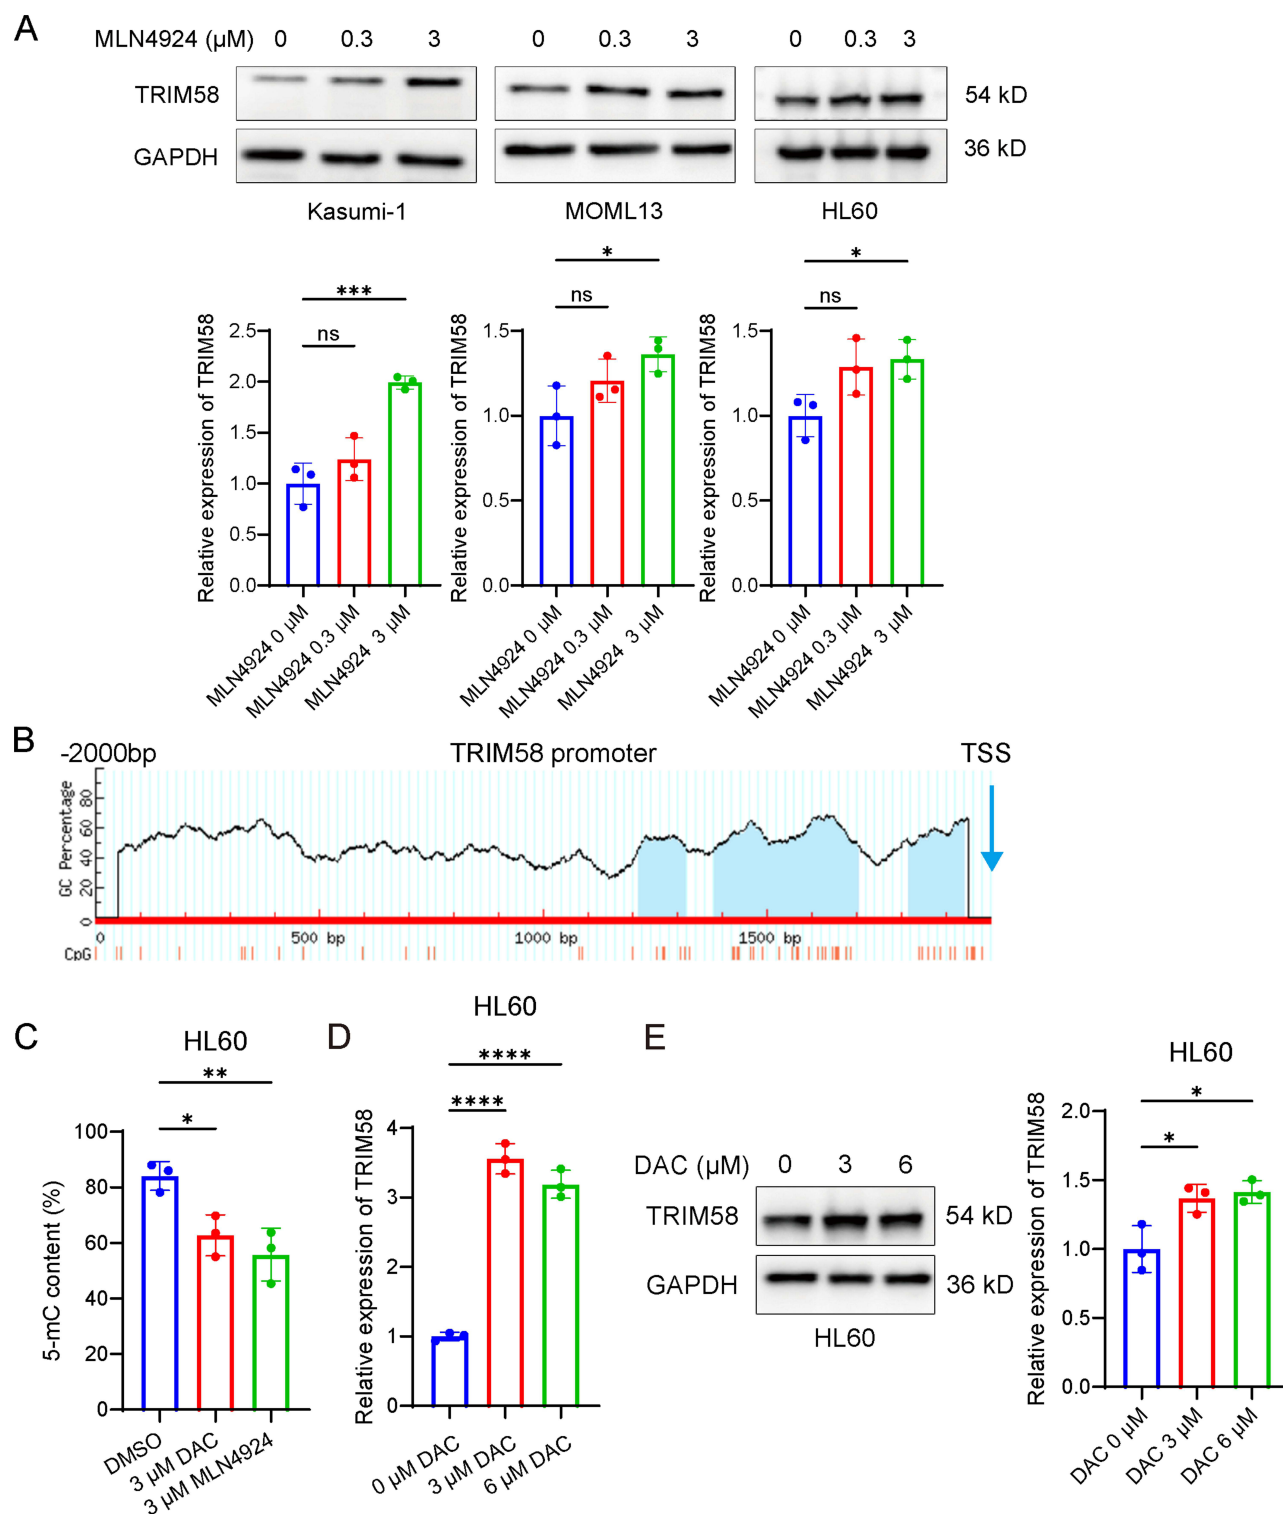 A
MLN4924 (μM) 0 0.3 3 0 0.3 3 0 0.3 3
TRIM58 54 kD
GAPDH 36 kD
Kasumi-1 MOML13 HL60
*** ns * ns * ns
Relative expression of TRIM58
2.5
2.0
1.5
1.0
0.5
0.0
MLN4924 0 μM
MLN4924 0.3 μM
MLN4924 3 μM
Relative expression of TRIM58
1.5
1.0
0.5
0.0
MLN4924 0 μM
MLN4924 0.3 μM
MLN4924 3 μM
Relative expression of TRIM58
1.5
1.0
0.5
0.0
MLN4924 0 μM
MLN4924 0.3 μM
MLN4924 3 μM
B
-2000bp TRIM58 promoter TSS
GC Percentage
80
60
40
20
0
0 500 bp 1000 bp 1500 bp
CpG
C
HL60
**
*
5-mC content (%)
100
80
60
40
20
0
DMSO
3 μM DAC
3 μM MLN4924
D
HL60
****
****
Relative expression of TRIM58
4
3
2
1
0
0 μM DAC
3 μM DAC
6 μM DAC
E
DAC (μM) 0 3 6
TRIM58 54 kD
GAPDH 36 kD
HL60
HL60
*
*
Relative expression of TRIM58
2.0
1.5
1.0
0.5
0.0
DAC 0 μM
DAC 3 μM
DAC 6 μM